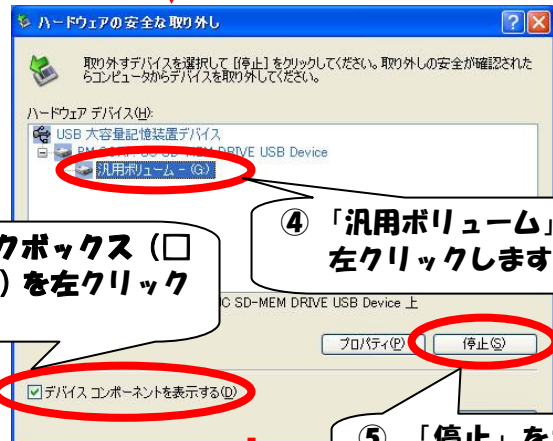 ハードウェアの安全な取り外し
取り外すデバイスを選択して [停止] をクリックしてください。取り外しの安全が確認された
らコンピュータからデバイスを取り外してください。
ハードウェア デバイス(H):
USB 大容量記憶装置デバイス
DRIVE USB Device
汎用ボリューム - (G:)
④ 「汎用ボリューム」
左クリックします
クボックス（□
）を左クリック
C SD-MEM DRIVE USB Device 上
プロパティ(P)
停止(S)
デバイス コンポーネントを表示する(D)
⑤ 「停止」を